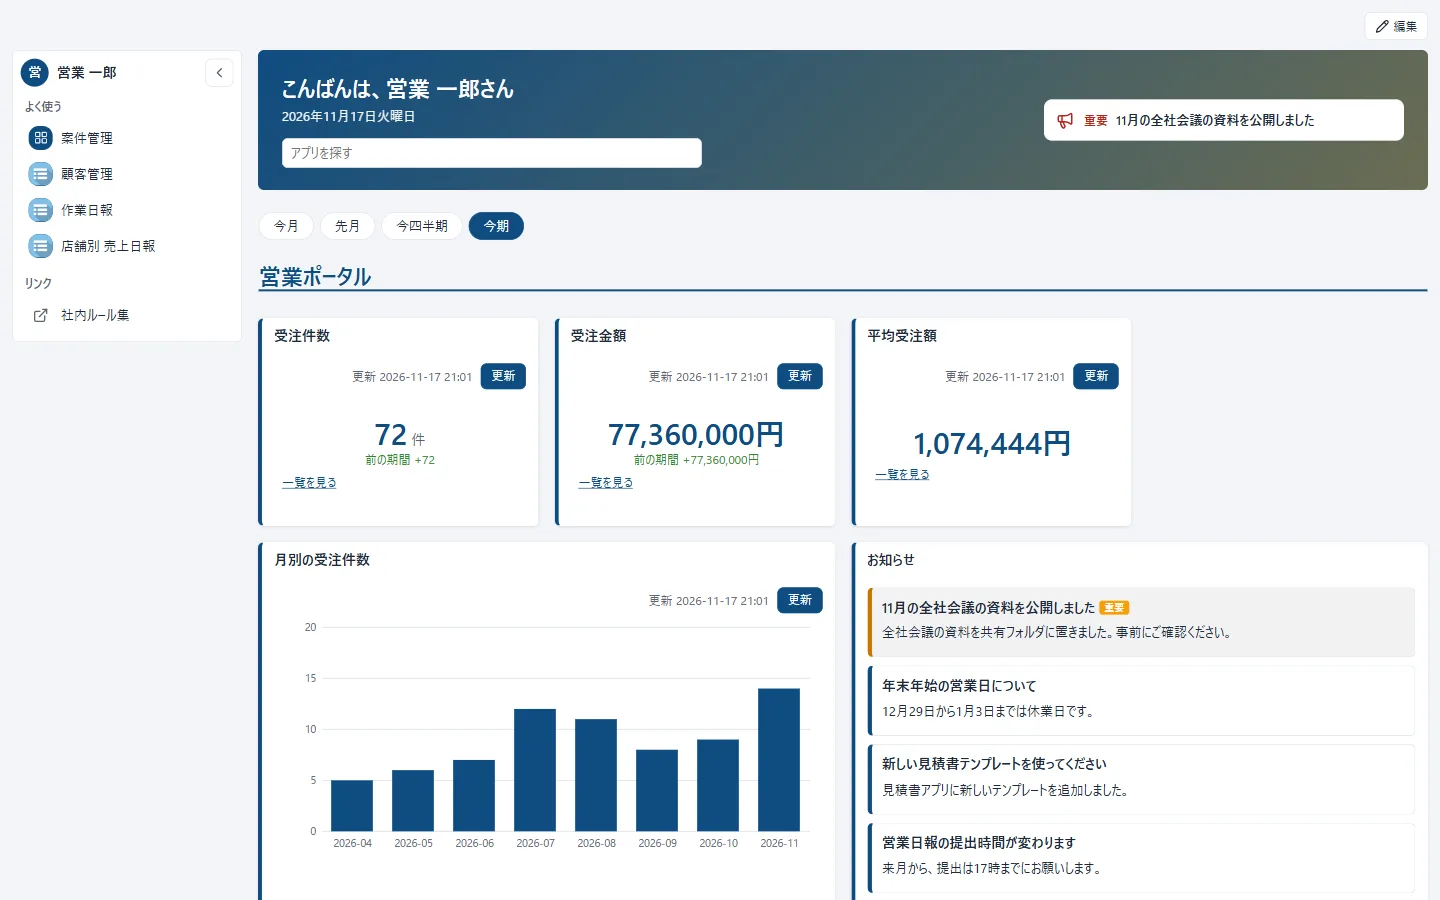 編集
営 営業 一郎
よく使う
案件管理
顧客管理
作業日報
店舗別 売上日報
リンク
社内ルール集
こんばんは、営業 一郎さん
2026年11月17日火曜日
アプリを探す
重要 11月の全社会議の資料を公開しました
今月 先月 今四半期 今期
営業ポータル
受注件数
更新 2026-11-17 21:01 更新
72 件
前の期間 +72
一覧を見る
受注金額
更新 2026-11-17 21:01 更新
77,360,000円
前の期間 +77,360,000円
一覧を見る
平均受注額
更新 2026-11-17 21:01 更新
1,074,444円
一覧を見る
月別の受注件数
更新 2026-11-17 21:01 更新
20
15
10
5
0
2026-04 2026-05 2026-06 2026-07 2026-08 2026-09 2026-10 2026-11
お知らせ
11月の全社会議の資料を公開しました 重要
全社会議の資料を共有フォルダに置きました。事前にご確認ください。
年末年始の営業日について
12月29日から1月3日までは休業日です。
新しい見積書テンプレートを使ってください
見積書アプリに新しいテンプレートを追加しました。
営業日報の提出時間が変わります
来月から、提出は17時までにお願いします。